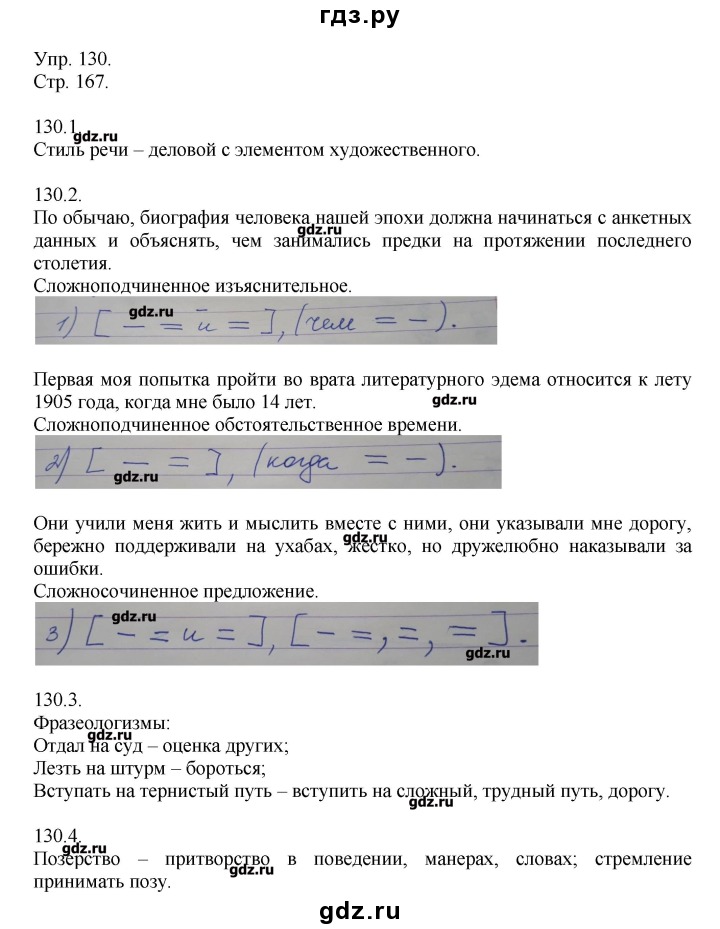 гдз.ру
Упр. 130.
Стр. 167.
130.1.
gdz.ru
Стиль речи – деловой с элементом художественного.
130.2.
По обычаю, биография человека нашей эпохи должна начинаться с анкетных
gdz.ru
данных и объяснять, чем занимались предки на протяжении последнего
столетия.
Сложноподчиненное изъяснительное.
gdz.ru
1) [ — = и = ], (чем = —).
Первая моя попытка пройти во врата литературного эдема относится к лету
1905 года, когда мне было 14 лет.
gdz.ru
Сложноподчиненное обстоятельственное времени.
2) [ — = ], (когда = —).
gdz.ru
Они учили меня жить и мыслить вместе с ними, они указывали мне дорогу,
gdz.ru
бережно поддерживали на ухабах, жестко, но дружелюбно наказывали за
ошибки.
Сложносочиненное предложение.
gdz.ru
3) [ — = и = ], [ — =, =, = ].
gdz.ru
130.3.
Фразеологизмы:
gdz.ru
Отдал на суд – оценка других;
Лезть на штурм – бороться;
Вступать на тернистый путь – вступить на сложный, трудный путь, дорогу.
gdz.ru
130.4.
gdz.ru
Позерство – притворство в поведении, манерах, словах; стремление
gdz.ru
принимать позу.
gdz.ru